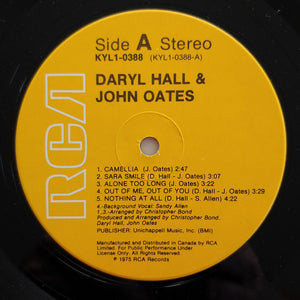 Side A Stereo
KYL1-0388 (KYL1-0388-A)
DARYL HALL &
JOHN OATES
RCA
1. CAMELLIA (J. Oates) 2:47
2. SARA SMILE (D. Hall - J. Oates) 3:07
3. ALONE TOO LONG (J. Oates) 3:22
4. OUT OF ME, OUT OF YOU (D. Hall - J. Oates) 3:29
5. NOTHING AT ALL (D. Hall - S. Allen) 4:22
4.-Background Vocal: Sandy Allen
1,.3.-Arranged by Christopher Bond
Produced and Arranged by Christopher Bond,
Daryl Hall, John Oates
PUBLISHER: Unichappell Music, Inc. (BMI)
Manufactured and Distributed in Canada by RCA
Limited. For Public Performance Under
License Only. All Rights Reserved.
℗ 1975 RCA Records